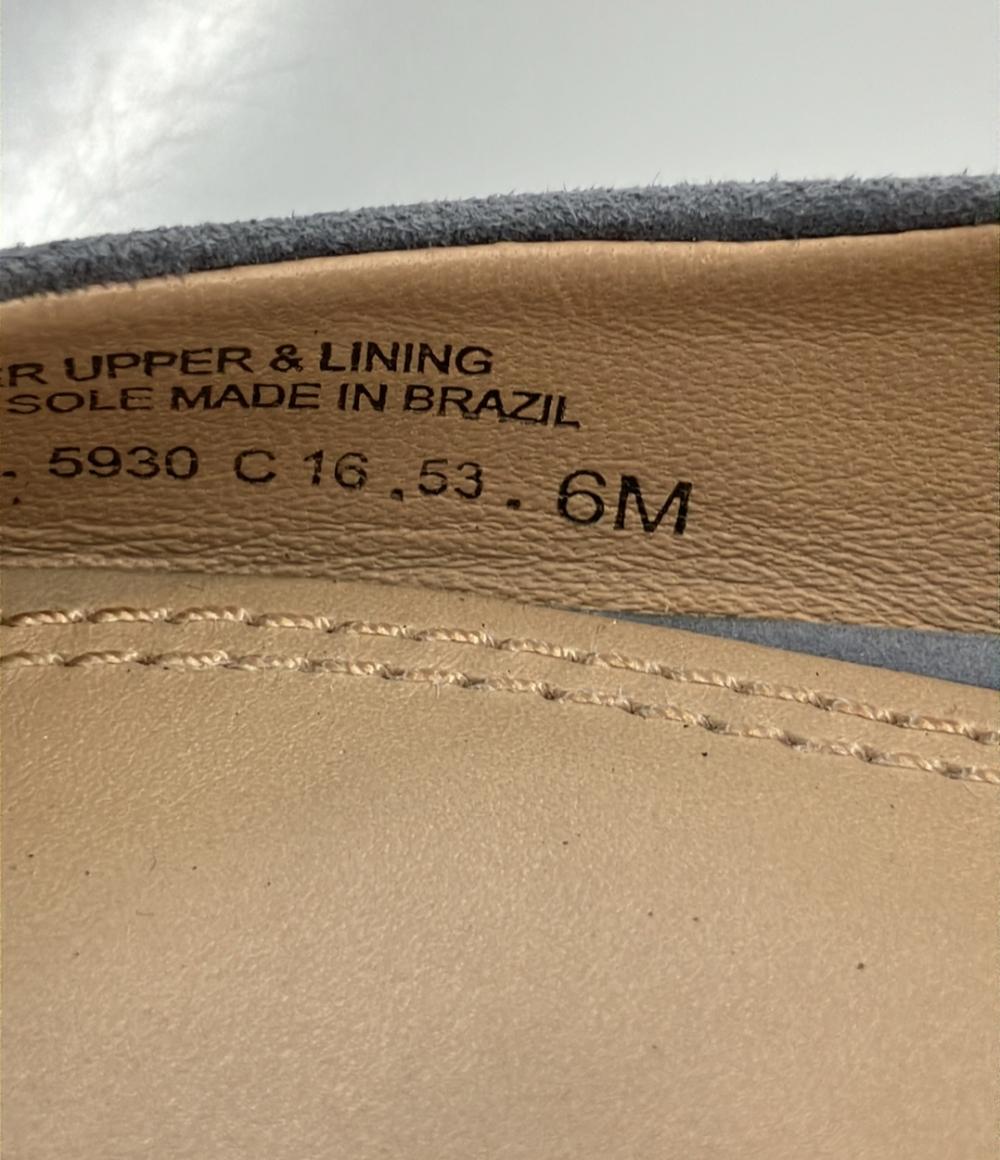 ER UPPER & LINING
SOLE MADE IN BRAZIL
- 5930 C 16 .53 . 6M